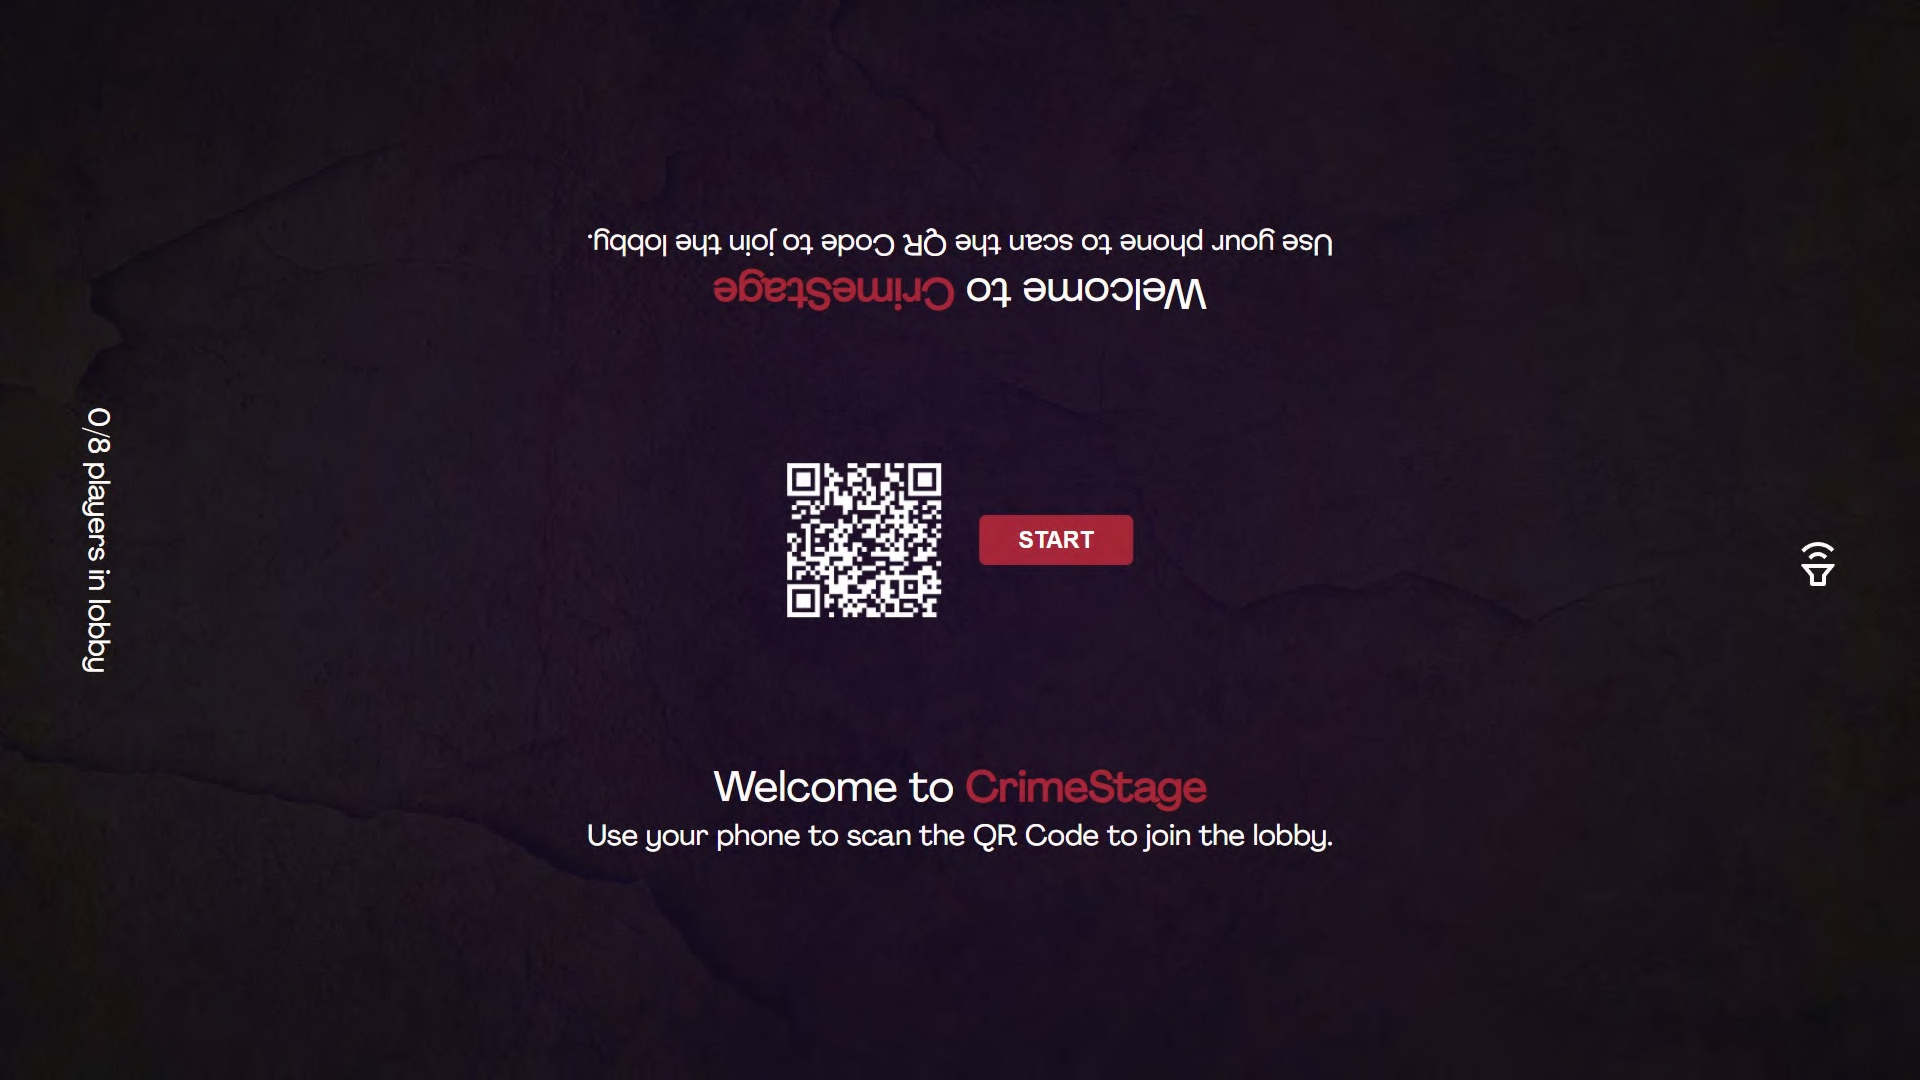 Use your phone to scan the QR Code to join the lobby.
Welcome to CrimeStage
0/8 players in lobby
START
Welcome to CrimeStage
Use your phone to scan the QR Code to join the lobby.